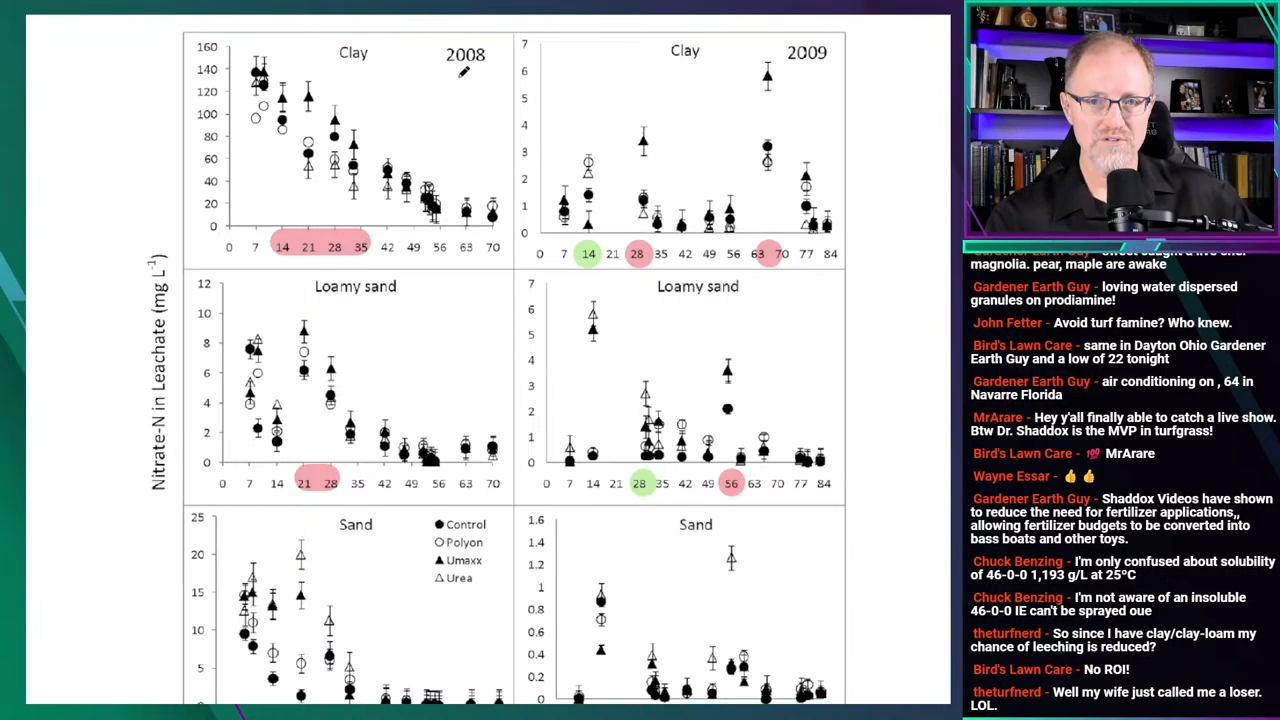 Clay
2008
160
140
120
100
80
60
40
20
0
0 7 14 21 28 35 42 49 56 63 70
Clay
2009
7
6
5
4
3
2
1
0
0 7 14 21 28 35 42 49 56 63 70 77 84
Nitrate-N in Leachate (mg L⁻¹)
Loamy sand
12
10
8
6
4
2
0
0 7 14 21 28 35 42 49 56 63 70
Loamy sand
7
6
5
4
3
2
1
0
0 7 14 21 28 35 42 49 56 63 70 77 84
Sand
25
20
15
10
5
Control
Polyon
Umaxx
Urea
Sand
1.6
1.4
1.2
1
0.8
0.6
0.4
0.2
0
magnolia. pear, maple are awake
Gardener Earth Guy - loving water dispersed
granules on prodiamine!
John Fetter - Avoid turf famine? Who knew.
Bird's Lawn Care - same in Dayton Ohio Gardener
Earth Guy and a low of 22 tonight
Gardener Earth Guy - air conditioning on , 64 in
Navarre Florida
MrArare - Hey y'all finally able to catch a live show.
Btw Dr. Shaddox is the MVP in turfgrass!
Bird's Lawn Care - 💯 MrArare
Wayne Essar - 👍👍
Gardener Earth Guy - Shaddox Videos have shown
to reduce the need for fertilizer applications,,
allowing fertilizer budgets to be converted into
bass boats and other toys.
Chuck Benzing - I'm only confused about solubility
of 46-0-0 1,193 g/L at 25°C
Chuck Benzing - I'm not aware of an insoluble
46-0-0 IE can't be sprayed oue
theturfnerd - So since I have clay/clay-loam my
chance of leeching is reduced?
Bird's Lawn Care - No ROI!
theturfnerd - Well my wife just called me a loser.
LOL.